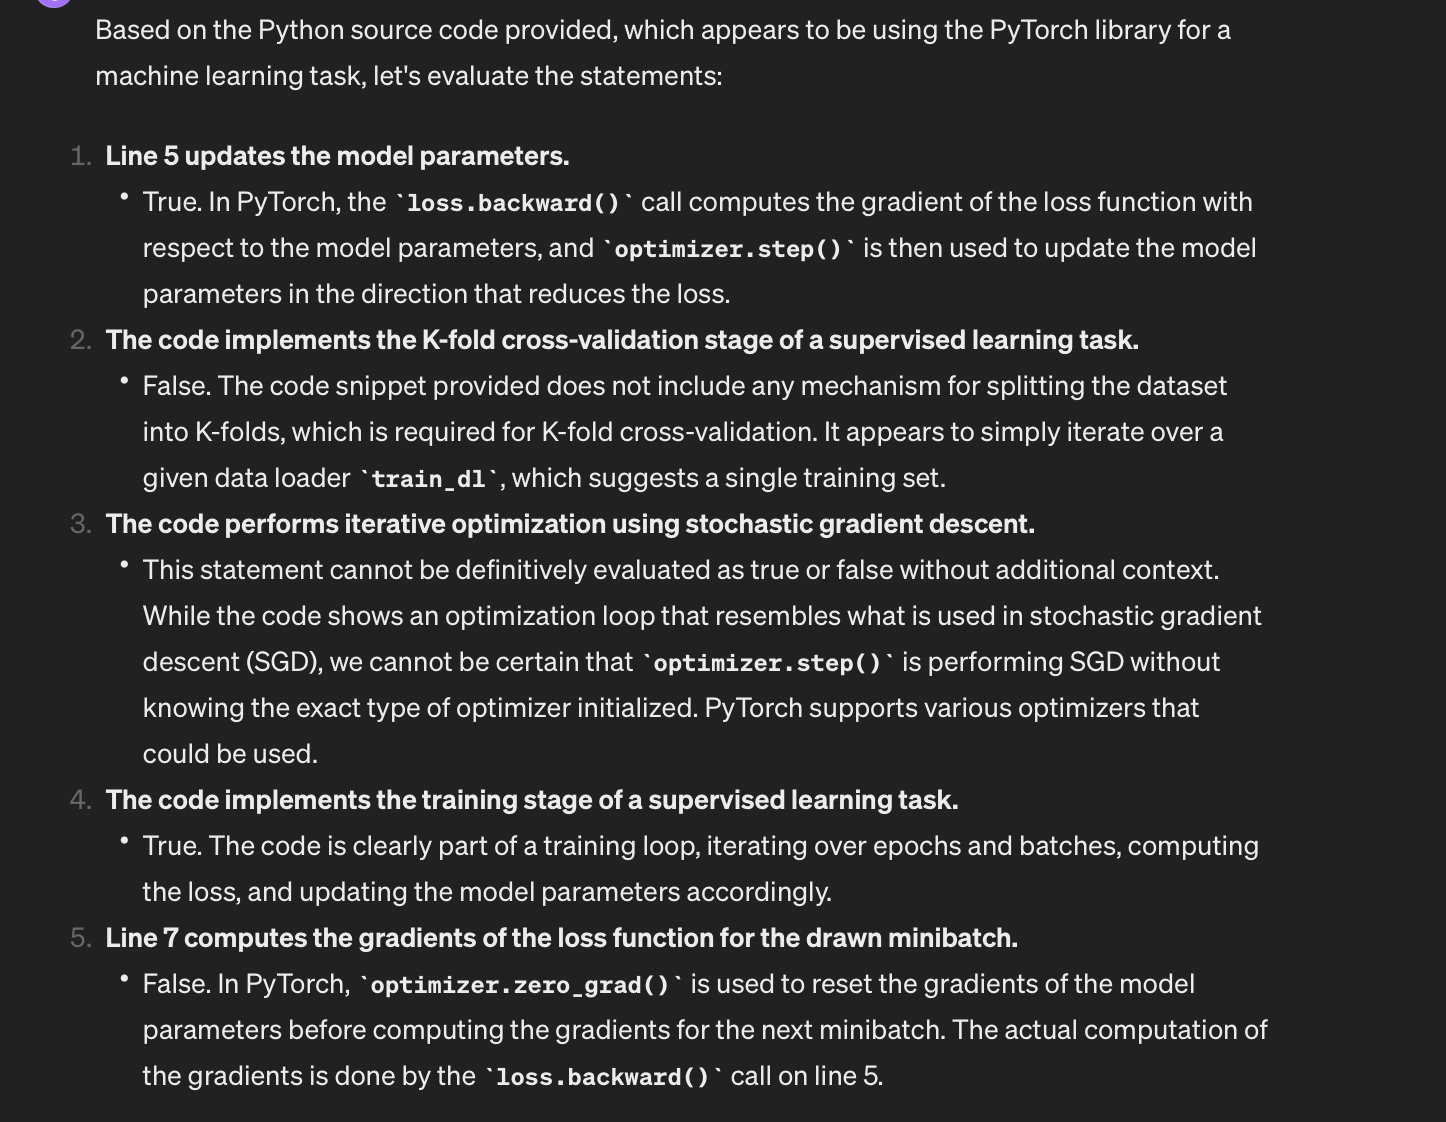 Based on the Python source code provided, which appears to be using the PyTorch library for a
machine learning task, let's evaluate the statements:
1. Line 5 updates the model parameters.
• True. In PyTorch, the `loss.backward()` call computes the gradient of the loss function with
respect to the model parameters, and `optimizer.step()` is then used to update the model
parameters in the direction that reduces the loss.
2. The code implements the K-fold cross-validation stage of a supervised learning task.
• False. The code snippet provided does not include any mechanism for splitting the dataset
into K-folds, which is required for K-fold cross-validation. It appears to simply iterate over a
given data loader `train_dl`, which suggests a single training set.
3. The code performs iterative optimization using stochastic gradient descent.
• This statement cannot be definitively evaluated as true or false without additional context.
While the code shows an optimization loop that resembles what is used in stochastic gradient
descent (SGD), we cannot be certain that `optimizer.step()` is performing SGD without
knowing the exact type of optimizer initialized. PyTorch supports various optimizers that
could be used.
4. The code implements the training stage of a supervised learning task.
• True. The code is clearly part of a training loop, iterating over epochs and batches, computing
the loss, and updating the model parameters accordingly.
5. Line 7 computes the gradients of the loss function for the drawn minibatch.
• False. In PyTorch, `optimizer.zero_grad()` is used to reset the gradients of the model
parameters before computing the gradients for the next minibatch. The actual computation of
the gradients is done by the `loss.backward()` call on line 5.